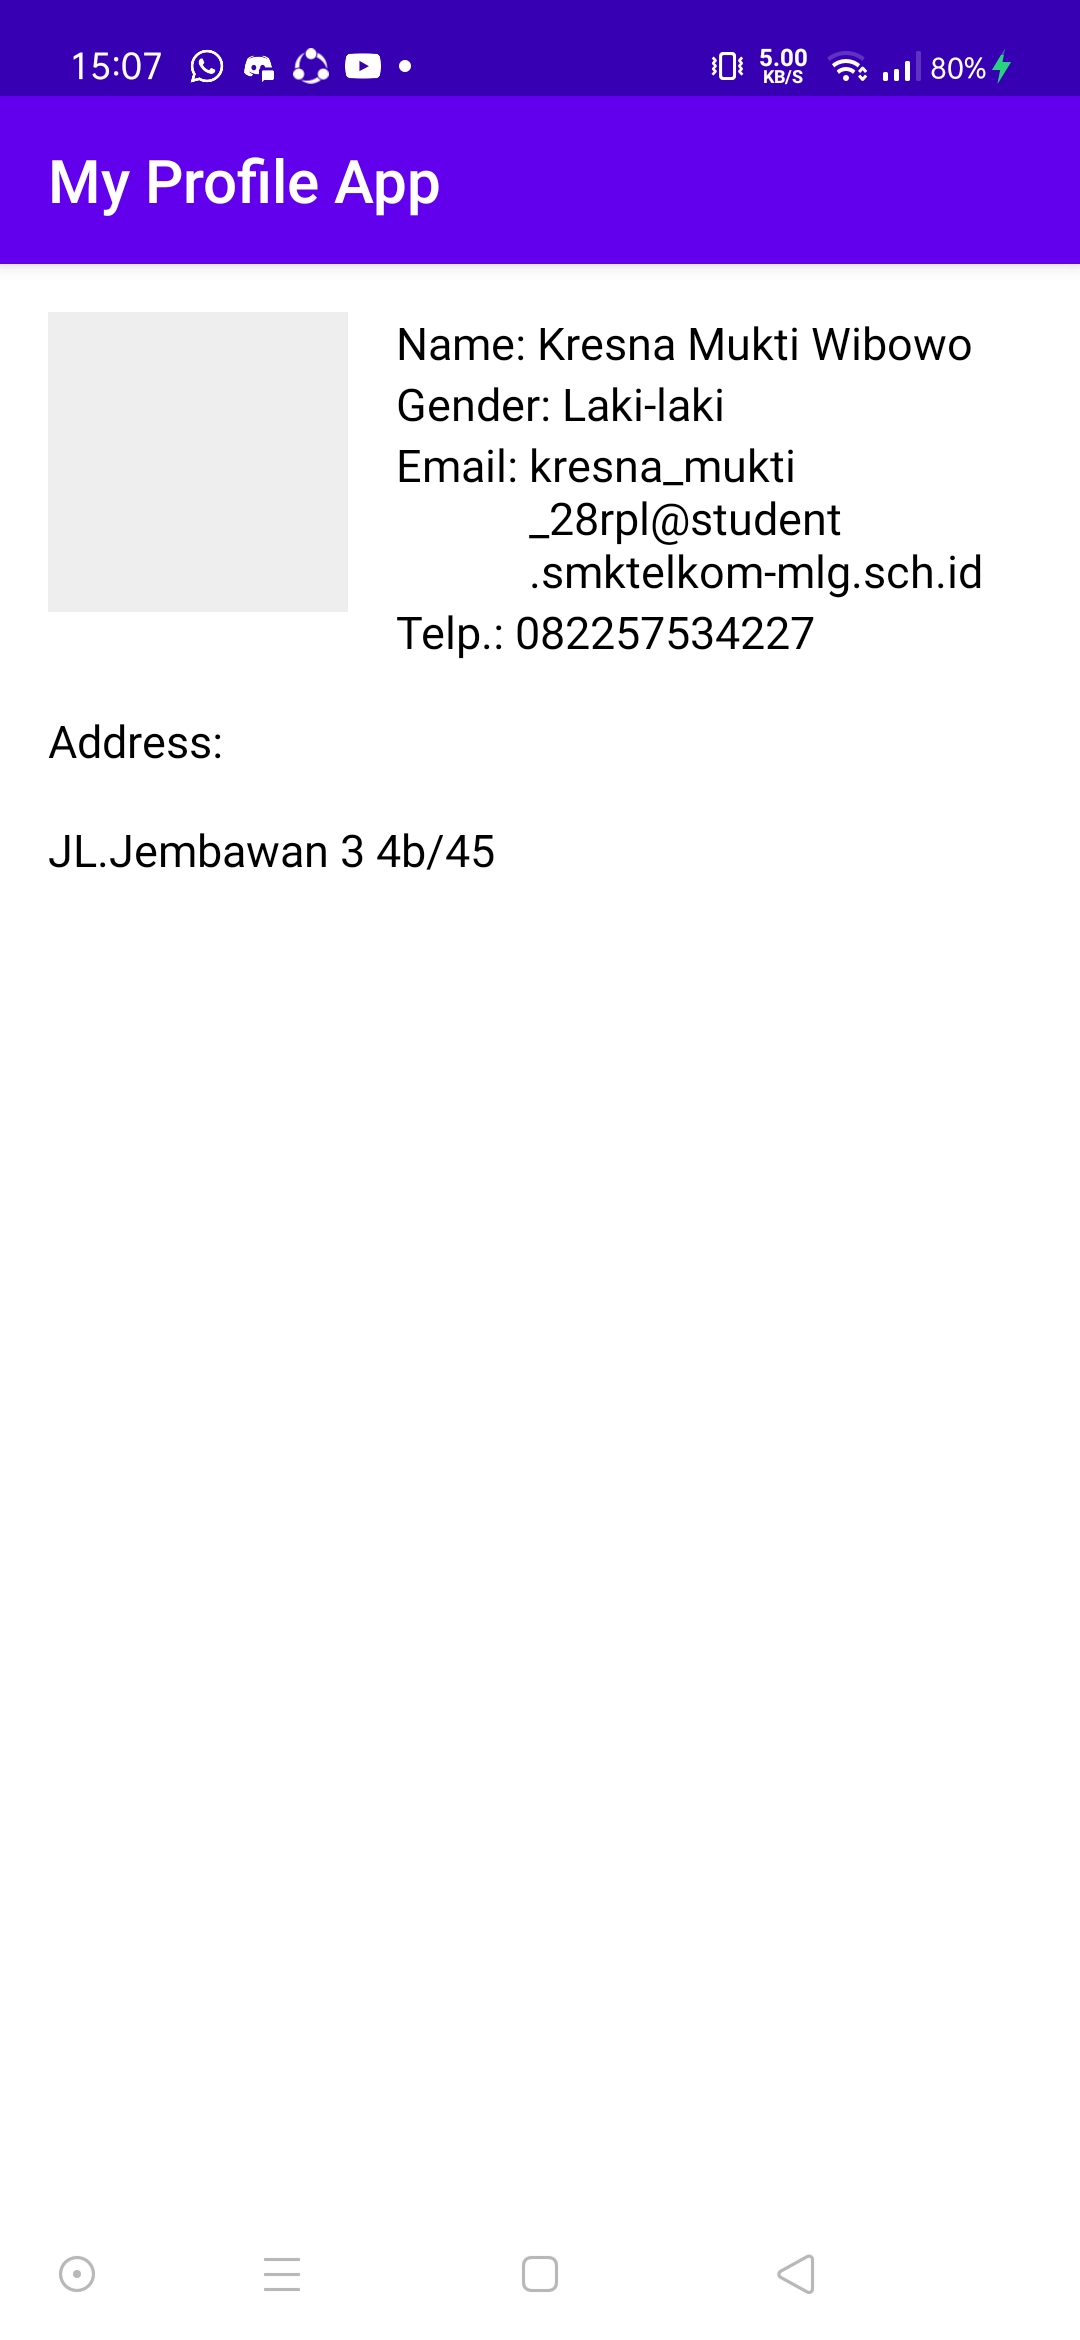 15:07 5.00 KB/S 80%
My Profile App
Name: Kresna Mukti Wibowo
Gender: Laki-laki
Email: kresna_mukti
_28rpl@student
.smktelkom-mlg.sch.id
Telp.: 082257534227
Address:
JL.Jembawan 3 4b/45